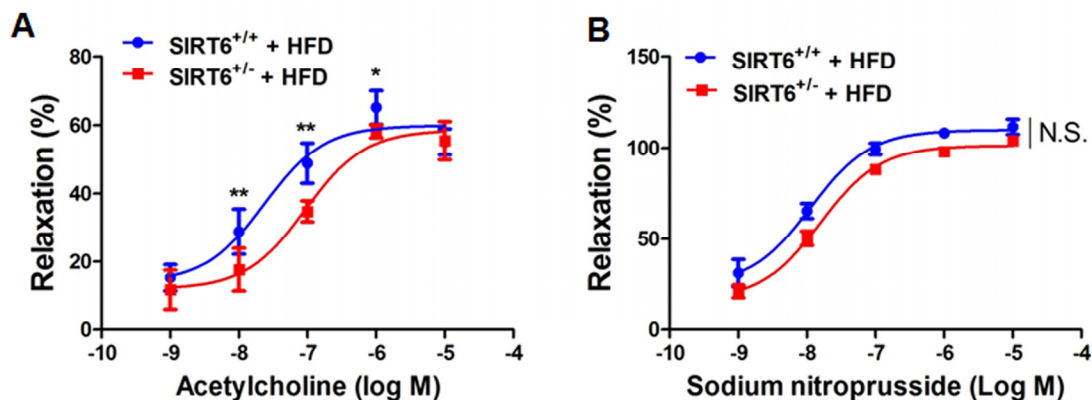 A
SIRT6+/+ + HFD
SIRT6+/- + HFD
**
**
*
Relaxation (%)
80
60
40
20
0
-10 -9 -8 -7 -6 -5 -4
Acetylcholine (log M)
B
SIRT6+/+ + HFD
SIRT6+/- + HFD
N.S.
Relaxation (%)
150
100
50
0
-10 -9 -8 -7 -6 -5 -4
Sodium nitroprusside (Log M)